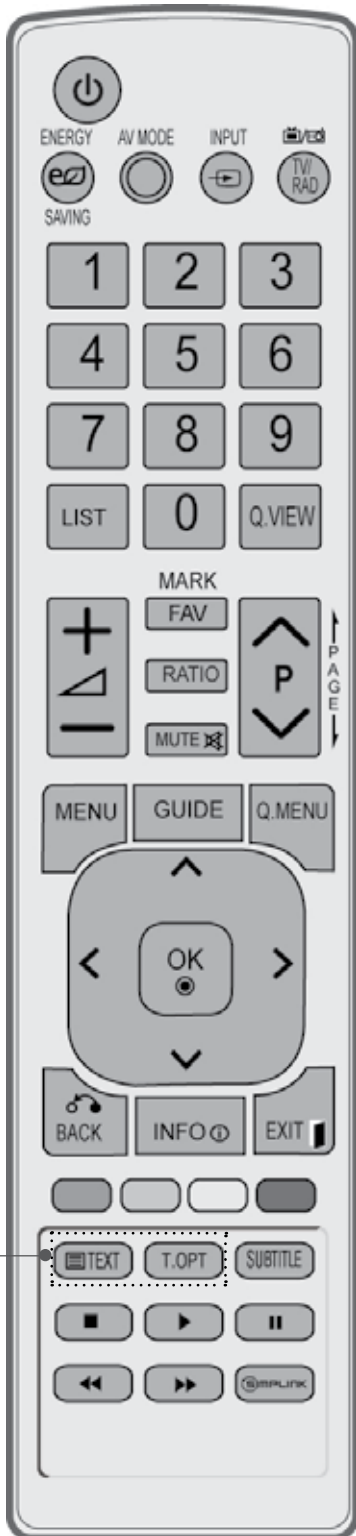 ENERGY AV MODE INPUT
TV/
RAD
SAVING
1 2 3
4 5 6
7 8 9
LIST 0 Q.VIEW
MARK
FAV
RATIO
P
PAGE
MUTE
MENU GUIDE Q.MENU
OK
BACK INFO EXIT
TEXT T.OPT SUBTITLE
SIMPLINK